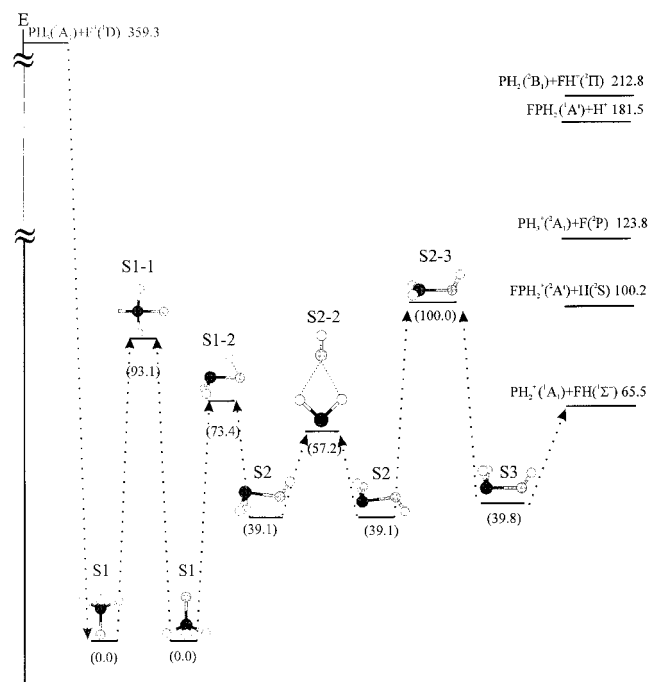 E
PH₃(¹A₁)+F⁺(¹D) 359.3
PH₂(²B₁)+FH⁺(²Π) 212.8
FPH₂(¹A')+H⁺ 181.5
PH₃⁺(²A₁)+F(²P) 123.8
S1-1
S2-3
FPH₂⁺(²A')+H(²S) 100.2
(100.0)
S1-2
S2-2
(93.1)
PH₂⁺(¹A₁)+FH(¹Σ⁺) 65.5
(73.4)
(57.2)
S2
S2
S3
(39.1)
(39.1)
(39.8)
S1
S1
(0.0)
(0.0)